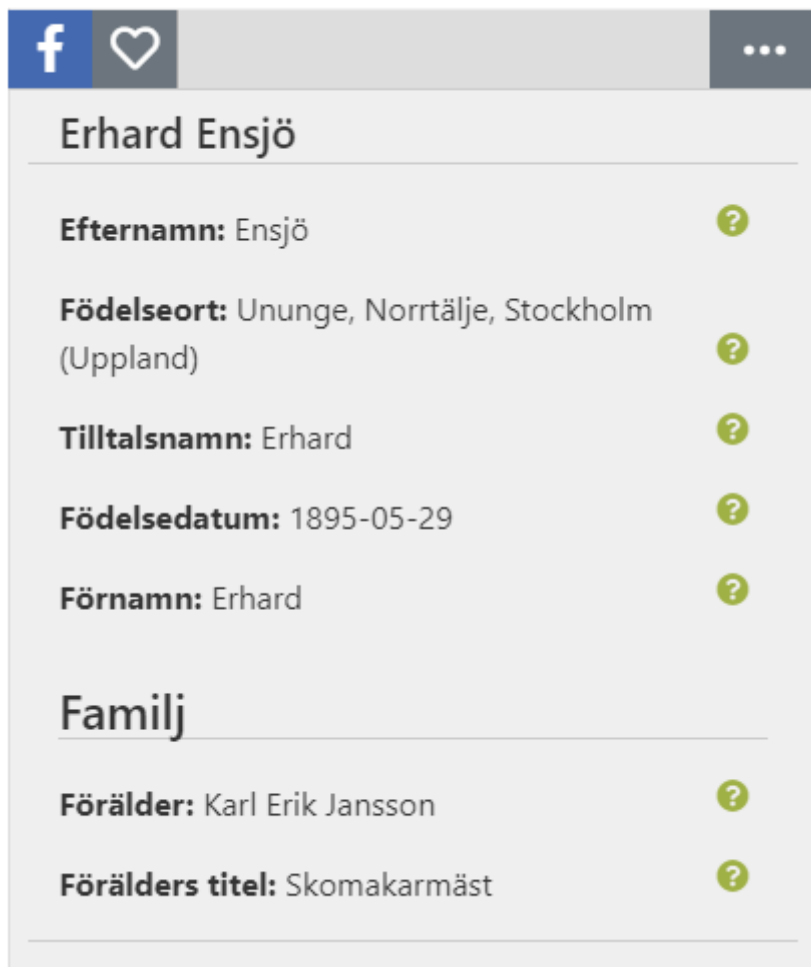 Erhard Ensjö
Efternamn: Ensjö
Födelseort: Ununge, Norrtälje, Stockholm
(Uppland)
Tilltalsnamn: Erhard
Födelsedatum: 1895-05-29
Förnamn: Erhard
Familj
Förälder: Karl Erik Jansson
Förälders titel: Skomakarmäst